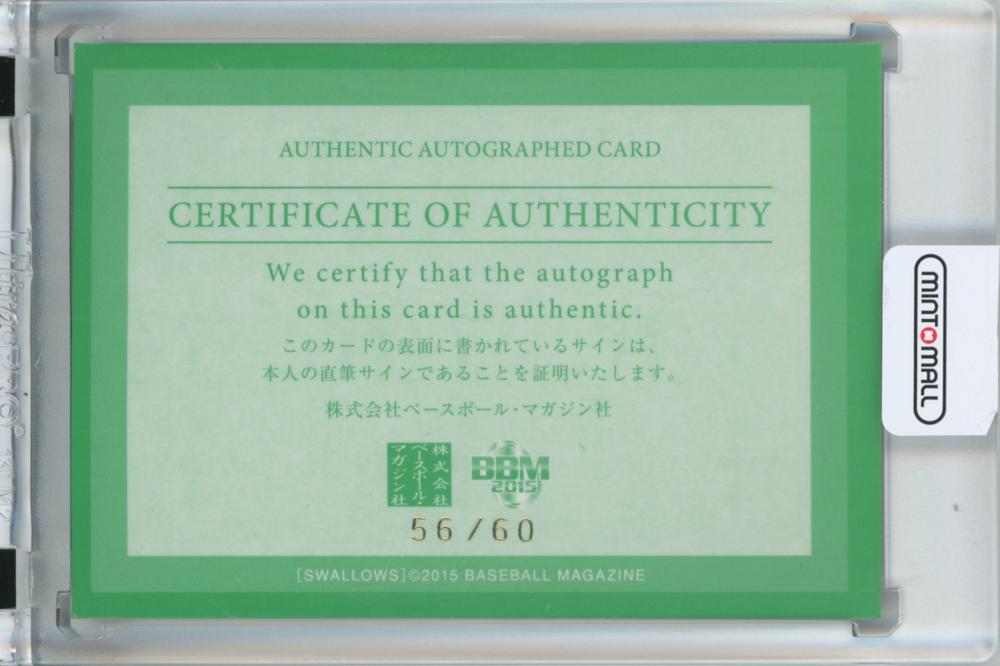 AUTHENTIC AUTOGRAPHED CARD
CERTIFICATE OF AUTHENTICITY
We certify that the autograph
on this card is authentic.
このカードの表面に書かれているサインは、
本人の直筆サインであることを証明いたします。
株式会社ベースボール・マガジン社
株式会社
ベースボール・
マガジン社
BBM
2015
56/60
[SWALLOWS]©2015 BASEBALL MAGAZINE
MINTMALL